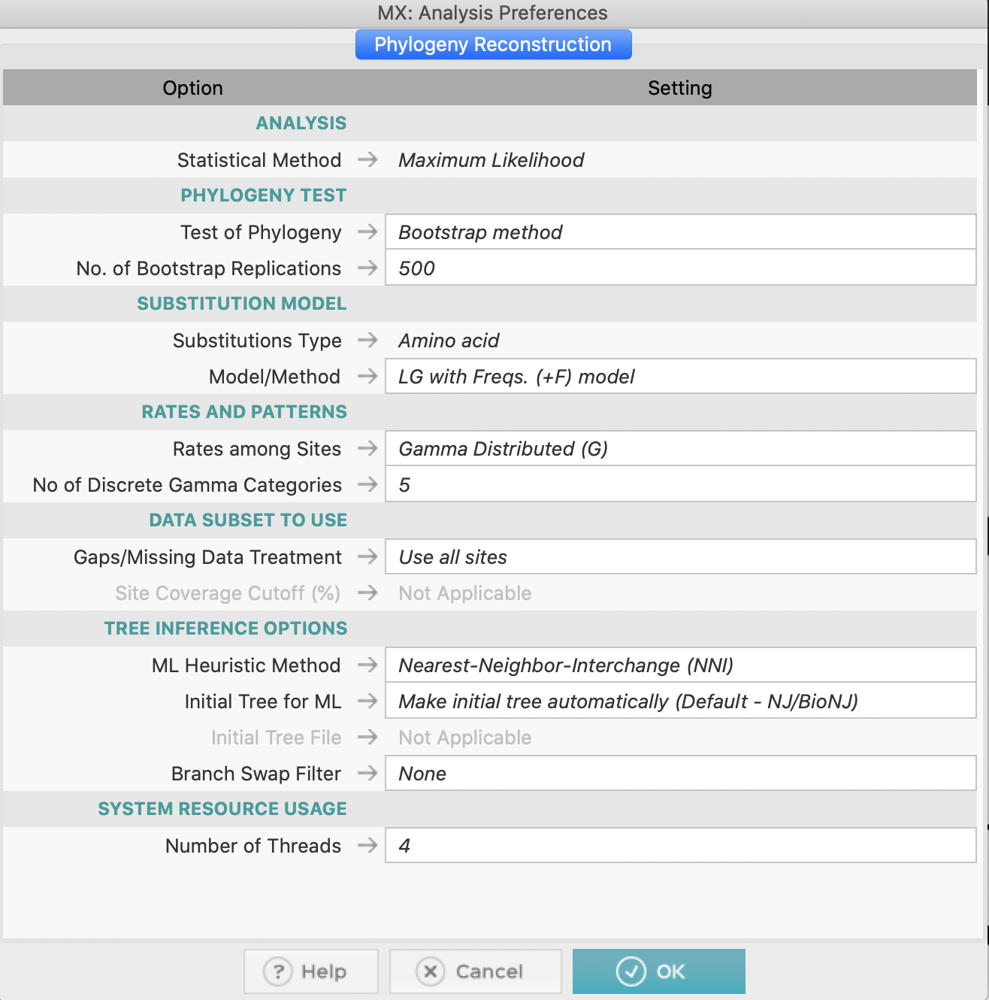 MX: Analysis Preferences
Phylogeny Reconstruction
Option Setting
ANALYSIS
Statistical Method → Maximum Likelihood
PHYLOGENY TEST
Test of Phylogeny → Bootstrap method
No. of Bootstrap Replications → 500
SUBSTITUTION MODEL
Substitutions Type → Amino acid
Model/Method → LG with Freqs. (+F) model
RATES AND PATTERNS
Rates among Sites → Gamma Distributed (G)
No of Discrete Gamma Categories → 5
DATA SUBSET TO USE
Gaps/Missing Data Treatment → Use all sites
Site Coverage Cutoff (%) → Not Applicable
TREE INFERENCE OPTIONS
ML Heuristic Method → Nearest-Neighbor-Interchange (NNI)
Initial Tree for ML → Make initial tree automatically (Default - NJ/BioNJ)
Initial Tree File → Not Applicable
Branch Swap Filter → None
SYSTEM RESOURCE USAGE
Number of Threads → 4
? Help Cancel OK